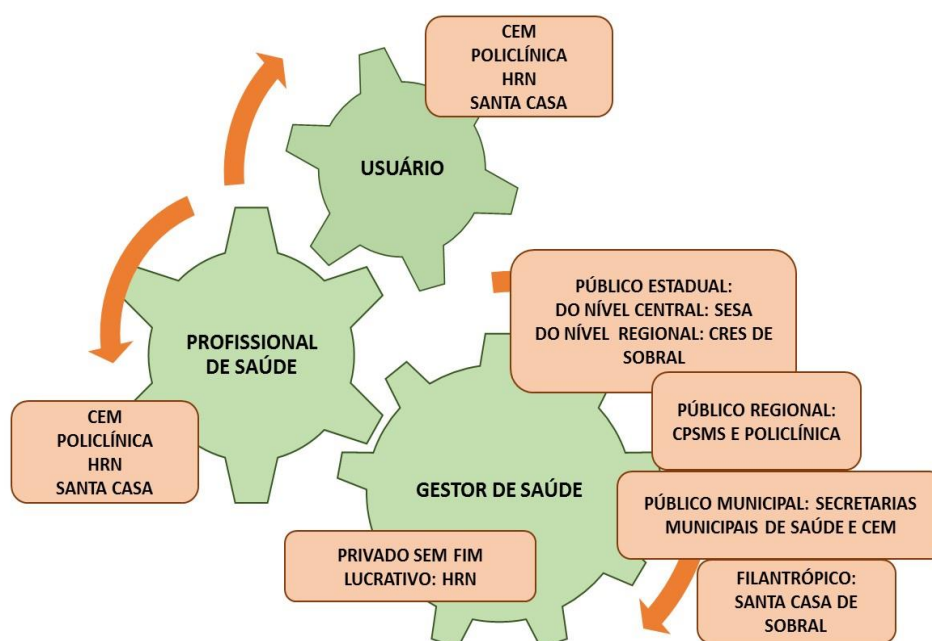 CEM
POLICLÍNICA
HRN
SANTA CASA
USUÁRIO
PROFISSIONAL
DE SAÚDE
CEM
POLICLÍNICA
HRN
SANTA CASA
PÚBLICO ESTADUAL:
DO NÍVEL CENTRAL: SESA
DO NÍVEL REGIONAL: CRES DE
SOBRAL
PÚBLICO REGIONAL:
CPSMS E POLICLÍNICA
GESTOR DE SAÚDE
PÚBLICO MUNICIPAL: SECRETARIAS
MUNICIPAIS DE SAÚDE E CEM
PRIVADO SEM FIM
LUCRATIVO: HRN
FILANTRÓPICO:
SANTA CASA DE
SOBRAL